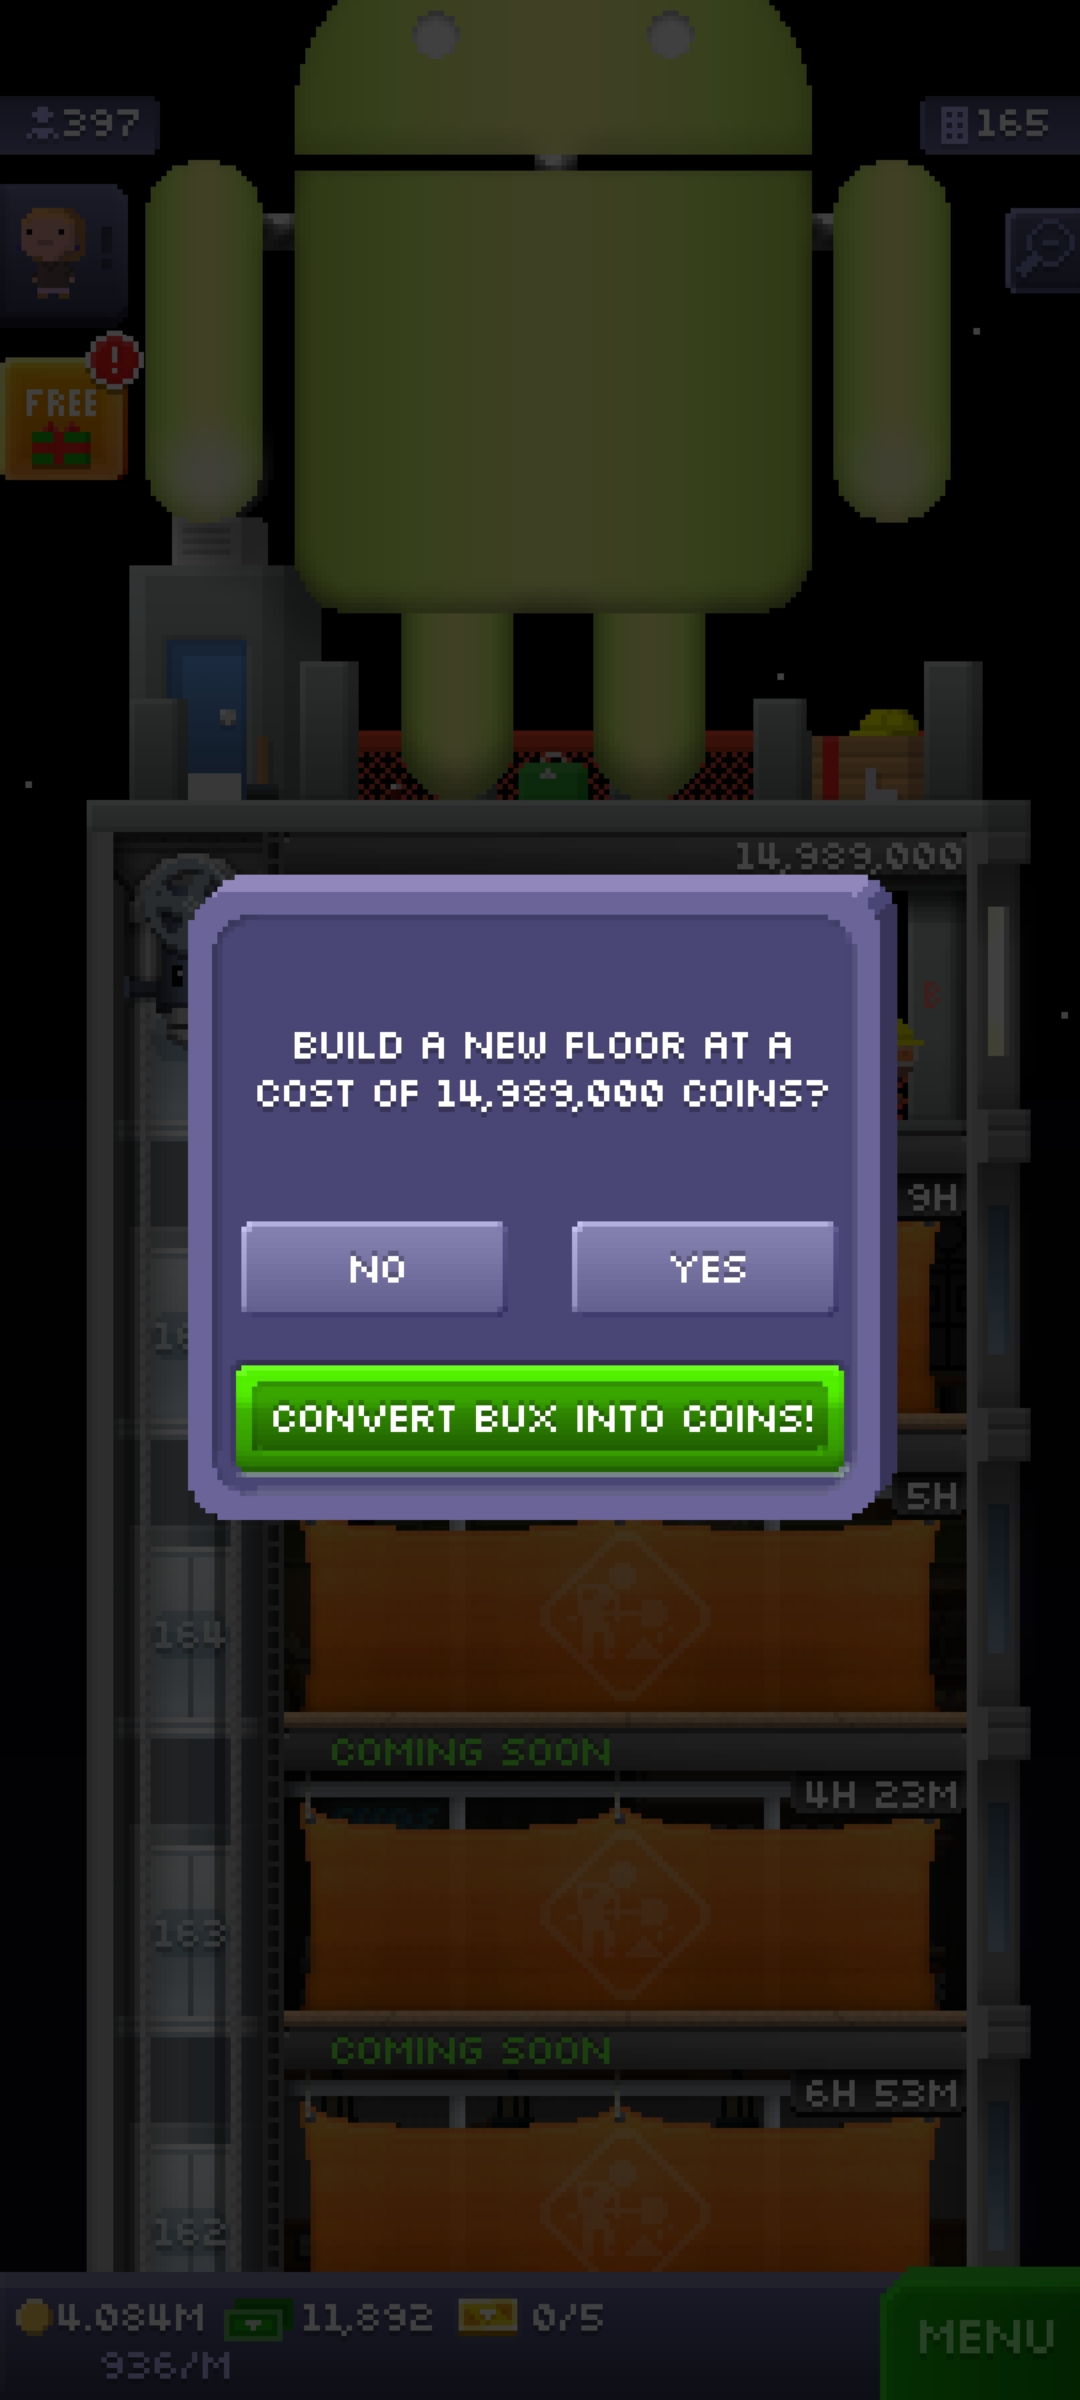 397
165
!
!
FREE
14,989,000
B
BUILD A NEW FLOOR AT A
COST OF 14,989,000 COINS?
9H
NO
YES
CONVERT BUX INTO COINS!
5H
164
COMING SOON
4H 23M
163
COMING SOON
6H 53M
162
4.084M
11,892
0/5
936/M
MENU